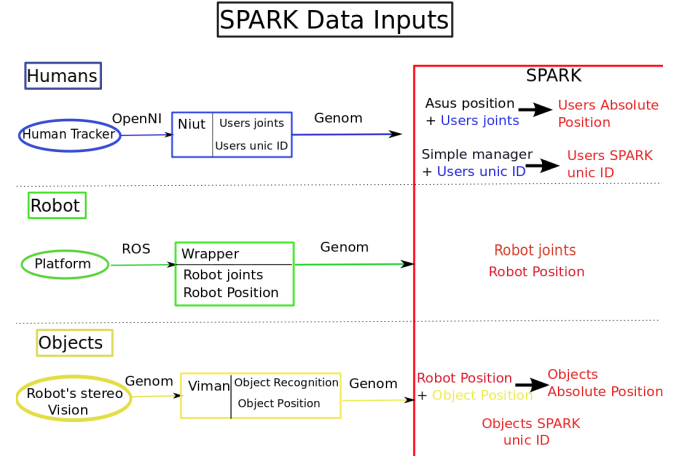 SPARK Data Inputs
Humans
SPARK
OpenNI
Genom
Human Tracker
Niut
Users joints
Users unic ID
Asus position
+ Users joints
Users Absolute
Position
Simple manager
+ Users unic ID
Users SPARK
unic ID
Robot
ROS
Genom
Platform
Wrapper
Robot joints
Robot Position
Robot joints
Robot Position
Objects
Genom
Genom
Robot's stereo
Vision
Viman
Object Recognition
Object Position
Robot Position
+ Object Position
Objects
Absolute Position
Objects SPARK
unic ID